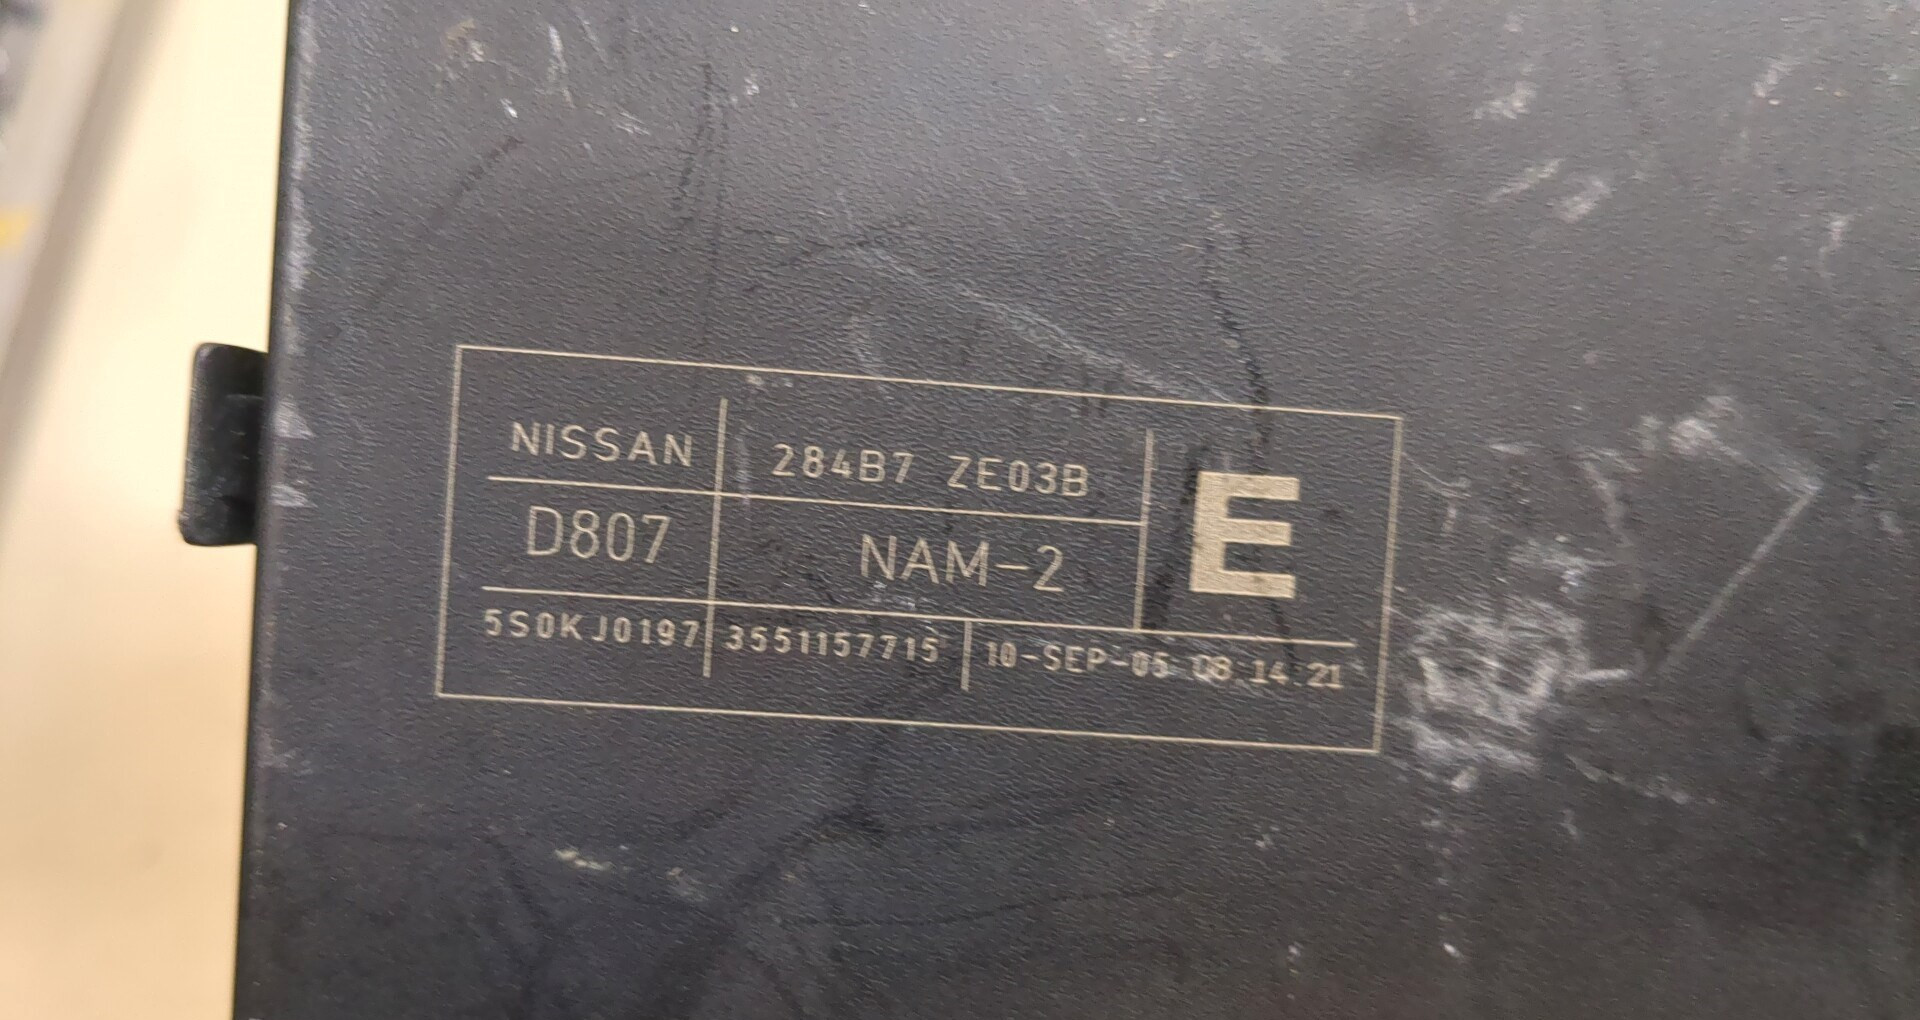 NISSAN 284B7 ZE03B E
D807 NAM-2
5S0KJ0197 3551157715 10-SEP-05 08:14:21